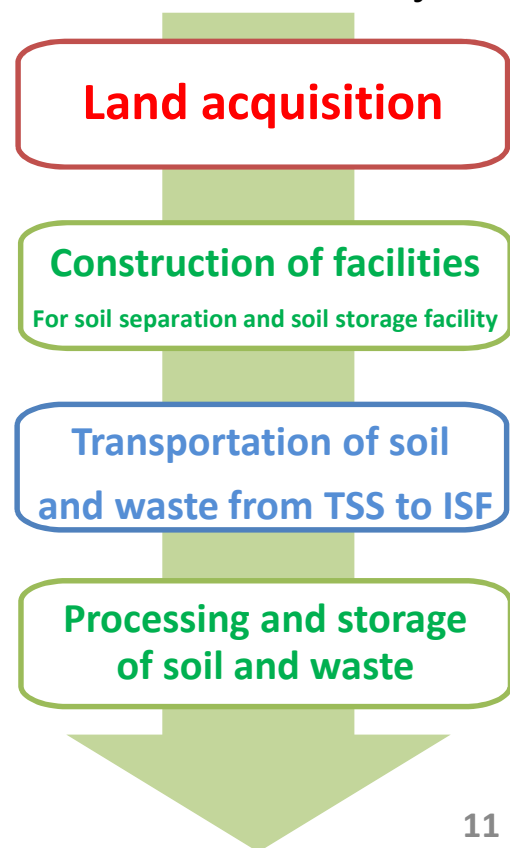 Land acquisition
Construction of facilities
For soil separation and soil storage facility
Transportation of soil
and waste from TSS to ISF
Processing and storage
of soil and waste
11